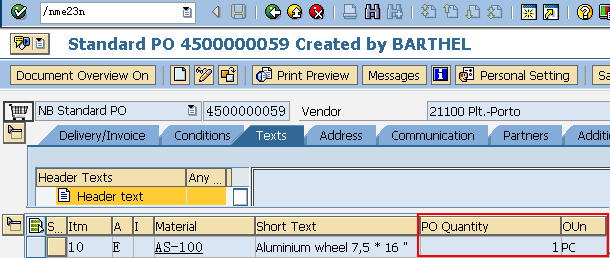 /nme23n
Standard PO 4500000059 Created by BARTHEL
Document Overview On Print Preview Messages Personal Setting Sa
NB Standard PO 4500000059 Vendor 21100 Plt.-Porto
Delivery/Invoice Conditions Texts Address Communication Partners Additi
Header Texts Any ...
Header text
S... Itm A I Material Short Text PO Quantity OUn
10 E AS-100 Aluminium wheel 7,5 * 16 " 1 PC